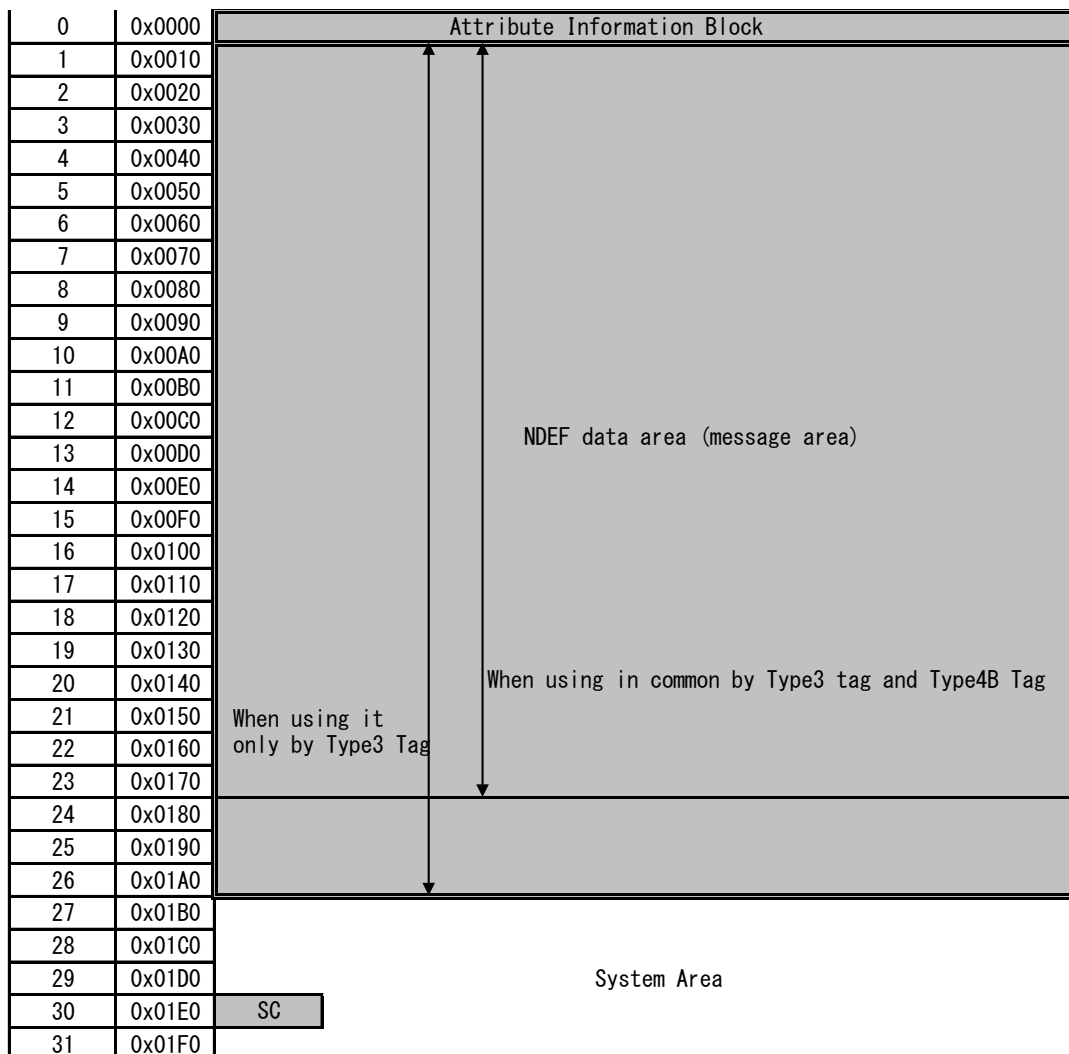 0 0x0000 Attribute Information Block
1 0x0010
2 0x0020
3 0x0030
4 0x0040
5 0x0050
6 0x0060
7 0x0070
8 0x0080
9 0x0090
10 0x00A0
11 0x00B0
12 0x00C0
NDEF data area (message area)
13 0x00D0
14 0x00E0
15 0x00F0
16 0x0100
17 0x0110
18 0x0120
19 0x0130
20 0x0140 When using in common by Type3 tag and Type4B Tag
21 0x0150 When using it
22 0x0160 only by Type3 Tag
23 0x0170
24 0x0180
25 0x0190
26 0x01A0
27 0x01B0
28 0x01C0
29 0x01D0 System Area
30 0x01E0 SC
31 0x01F0